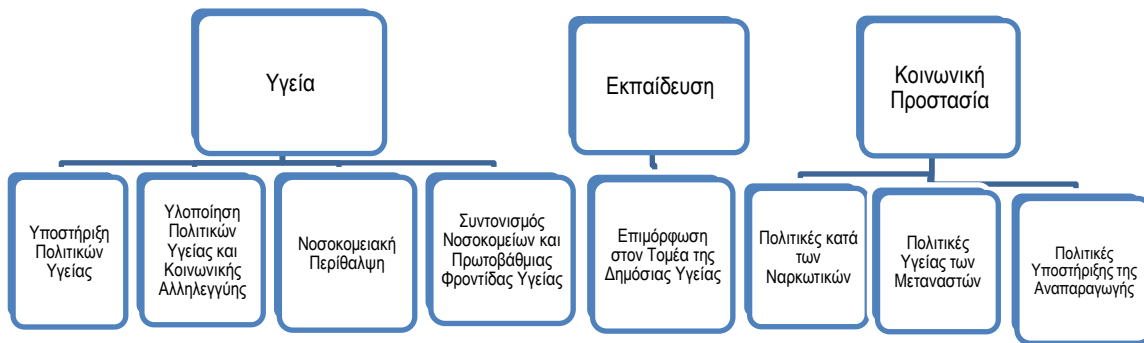 Υγεία
Εκπαίδευση
Κοινωνική
Προστασία
Υποστήριξη
Πολιτικών
Υγείας
Υλοποίηση
Πολιτικών
Υγείας και
Κοινωνικής
Αλληλεγγύης
Νοσοκομειακή
Περίθαλψη
Συντονισμός
Νοσοκομείων και
Πρωτοβάθμιας
Φροντίδας Υγείας
Επιμόρφωση
στον Τομέα της
Δημόσιας Υγείας
Πολιτικές κατά
των
Ναρκωτικών
Πολιτικές
Υγείας των
Μεταναστών
Πολιτικές
Υποστήριξης της
Αναπαραγωγής